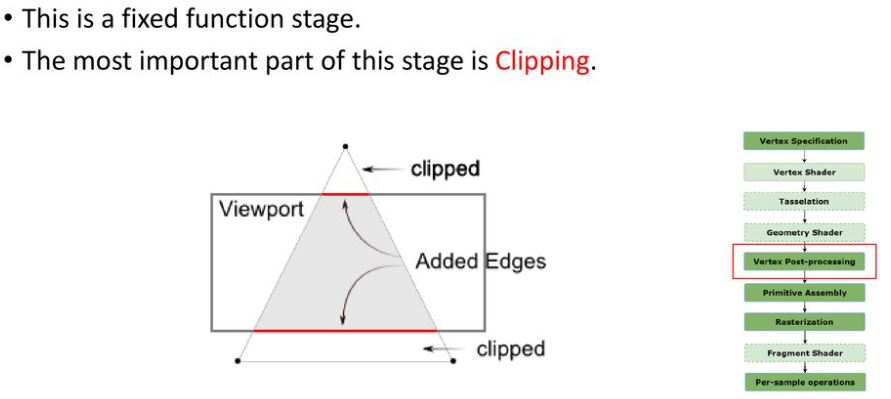 • This is a fixed function stage.
• The most important part of this stage is Clipping.
clipped
Viewport
Added Edges
clipped
Vertex Specification
Vertex Shader
Tasselation
Geometry Shader
Vertex Post-processing
Primitive Assembly
Rasterization
Fragment Shader
Per-sample operations